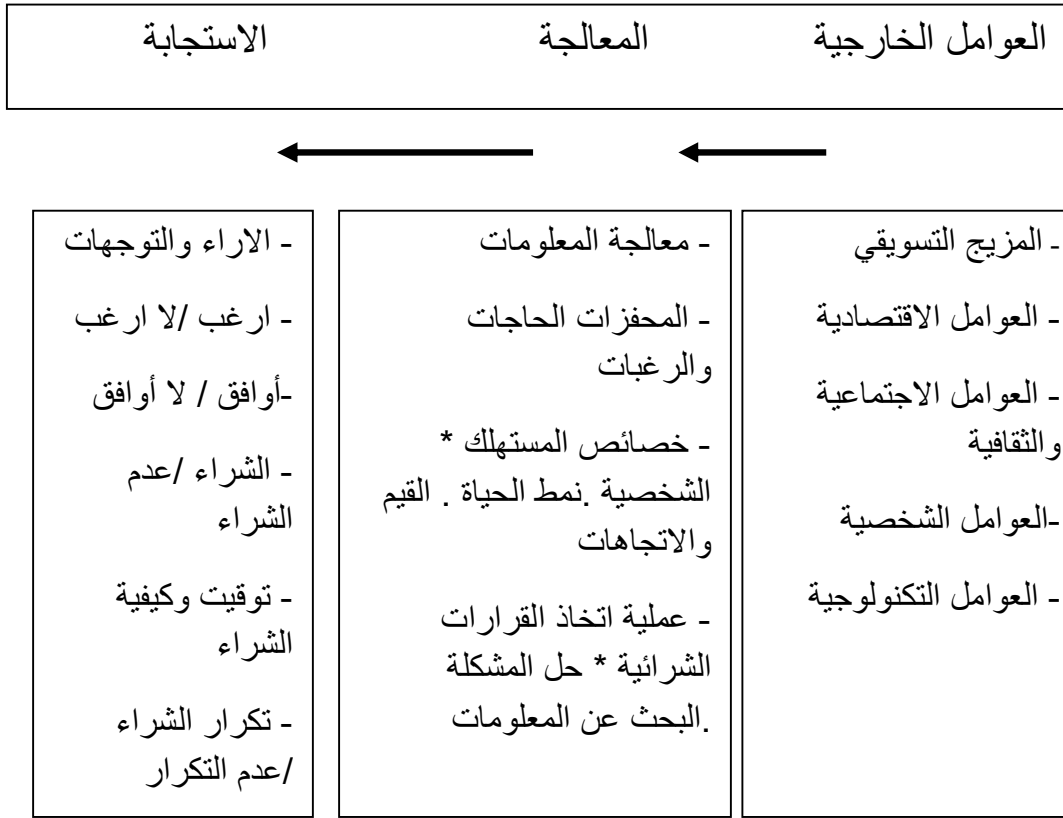 العوامل الخارجية المعالجة الاستجابة
- المزيج التسويقي
- العوامل الاقتصادية
- العوامل الاجتماعية
والثقافية
-العوامل الشخصية
- العوامل التكنولوجية
- معالجة المعلومات
- المحفزات الحاجات
والرغبات
- خصائص المستهلك *
الشخصية .نمط الحياة . القيم
والاتجاهات
- عملية اتخاذ القرارات
الشرائية * حل المشكلة
.البحث عن المعلومات
- الاراء والتوجهات
- ارغب /لا ارغب
-أوافق / لا أوافق
- الشراء /عدم
الشراء
- توقيت وكيفية
الشراء
- تكرار الشراء
/عدم التكرار